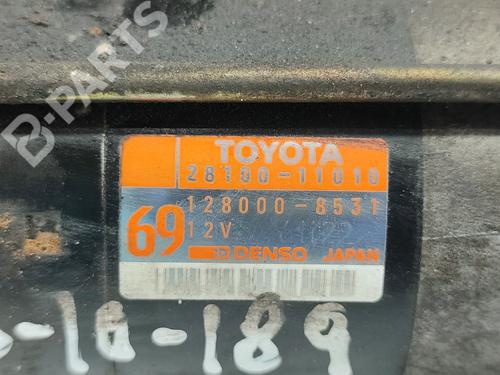 B-PARTS
TOYOTA
28100-11010
128000-8531
69
12V
DENSO JAPAN
-10-189